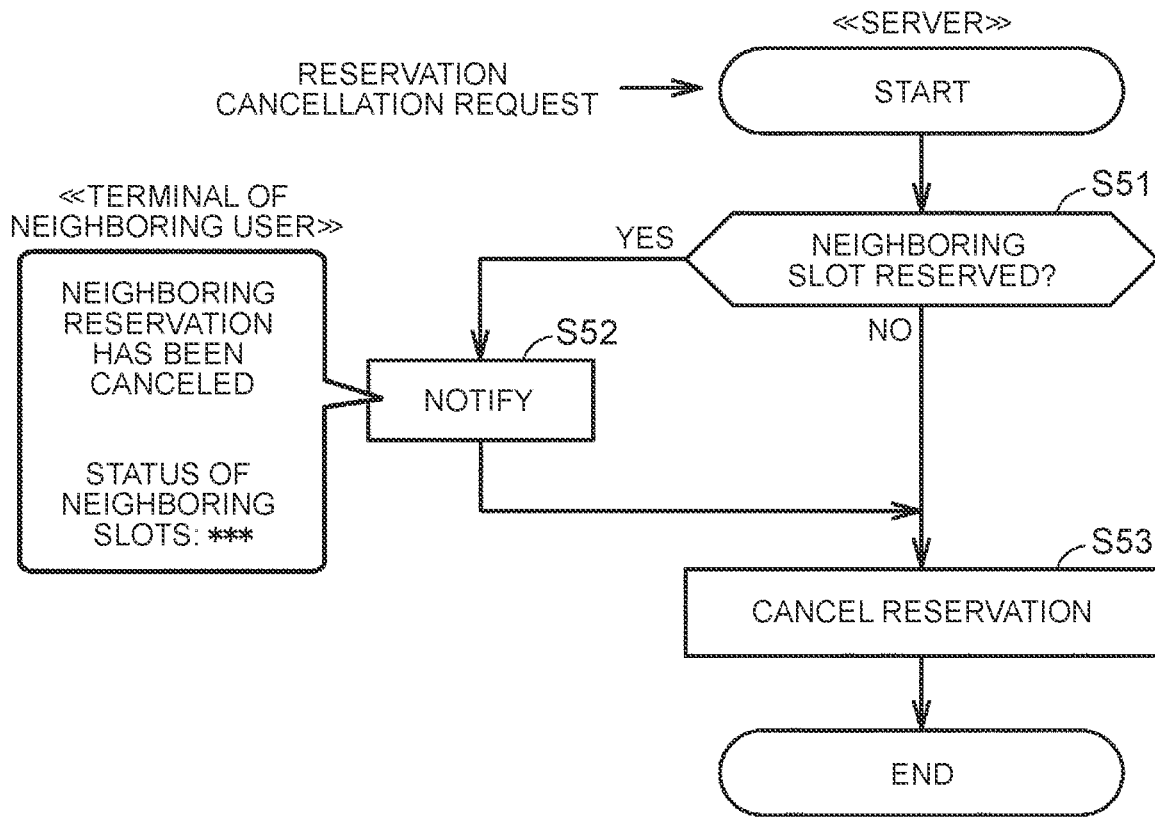 ≪SERVER≫
RESERVATION
CANCELLATION REQUEST
START
≪TERMINAL OF
NEIGHBORING USER≫
S51
YES
NEIGHBORING
SLOT RESERVED?
NO
NEIGHBORING
RESERVATION
HAS BEEN
CANCELED
STATUS OF
NEIGHBORING
SLOTS: ***
S52
NOTIFY
S53
CANCEL RESERVATION
END